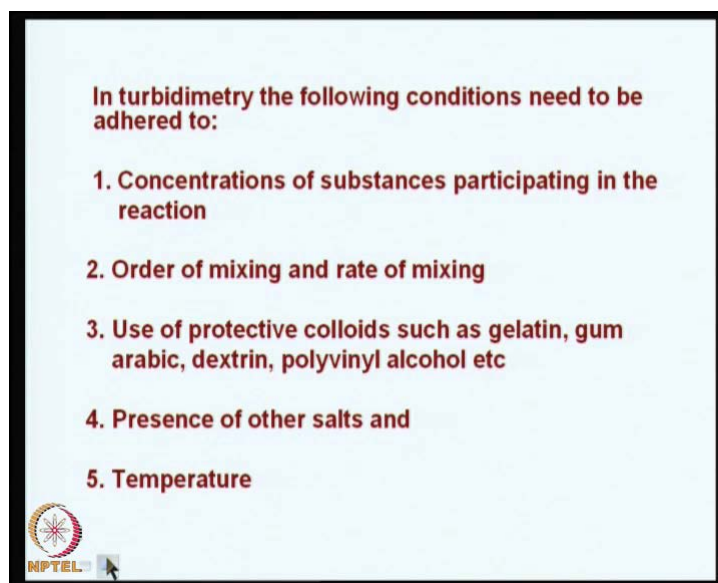 In turbidimetry the following conditions need to be
adhered to:
1. Concentrations of substances participating in the
reaction
2. Order of mixing and rate of mixing
3. Use of protective colloids such as gelatin, gum
arabic, dextrin, polyvinyl alcohol etc
4. Presence of other salts and
5. Temperature
NPTEL